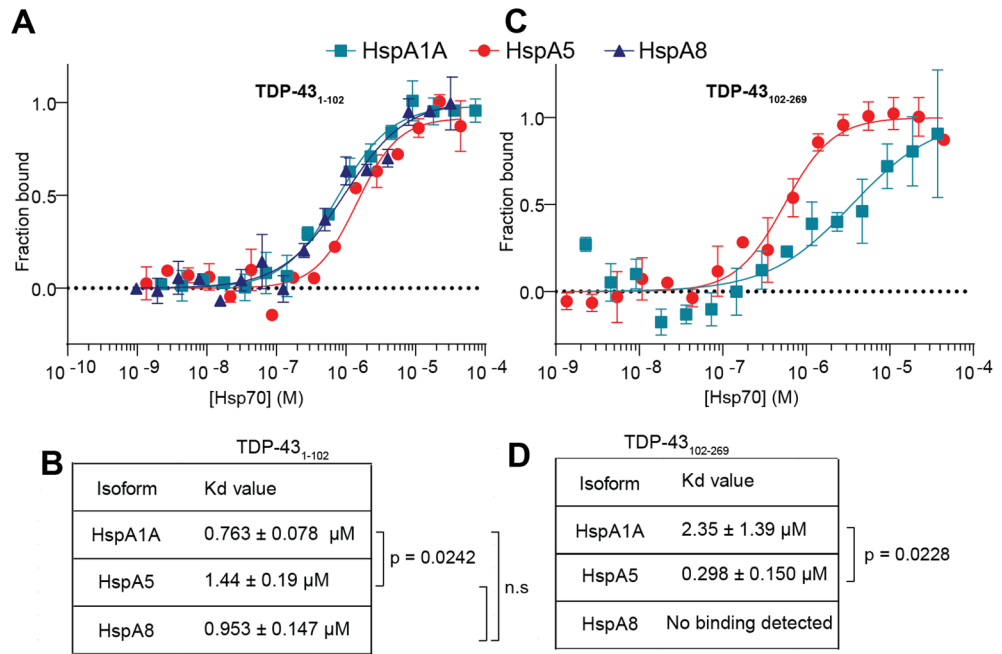 A
C
HspA1A HspA5 HspA8
TDP-43₁₋₁₀₂
Fraction bound
1.0
0.5
0.0
10⁻¹⁰ 10⁻⁹ 10⁻⁸ 10⁻⁷ 10⁻⁶ 10⁻⁵ 10⁻⁴
[Hsp70] (M)
TDP-43₁₀₂₋₂₆₉
Fraction bound
1.0
0.5
0.0
10⁻⁹ 10⁻⁸ 10⁻⁷ 10⁻⁶ 10⁻⁵ 10⁻⁴
[Hsp70] (M)
B
TDP-43₁₋₁₀₂
Isoform Kd value
HspA1A 0.763 ± 0.078 µM
HspA5 1.44 ± 0.19 µM
HspA8 0.953 ± 0.147 µM
p = 0.0242
n.s
D
TDP-43₁₀₂₋₂₆₉
Isoform Kd value
HspA1A 2.35 ± 1.39 µM
HspA5 0.298 ± 0.150 µM
HspA8 No binding detected
p = 0.0228